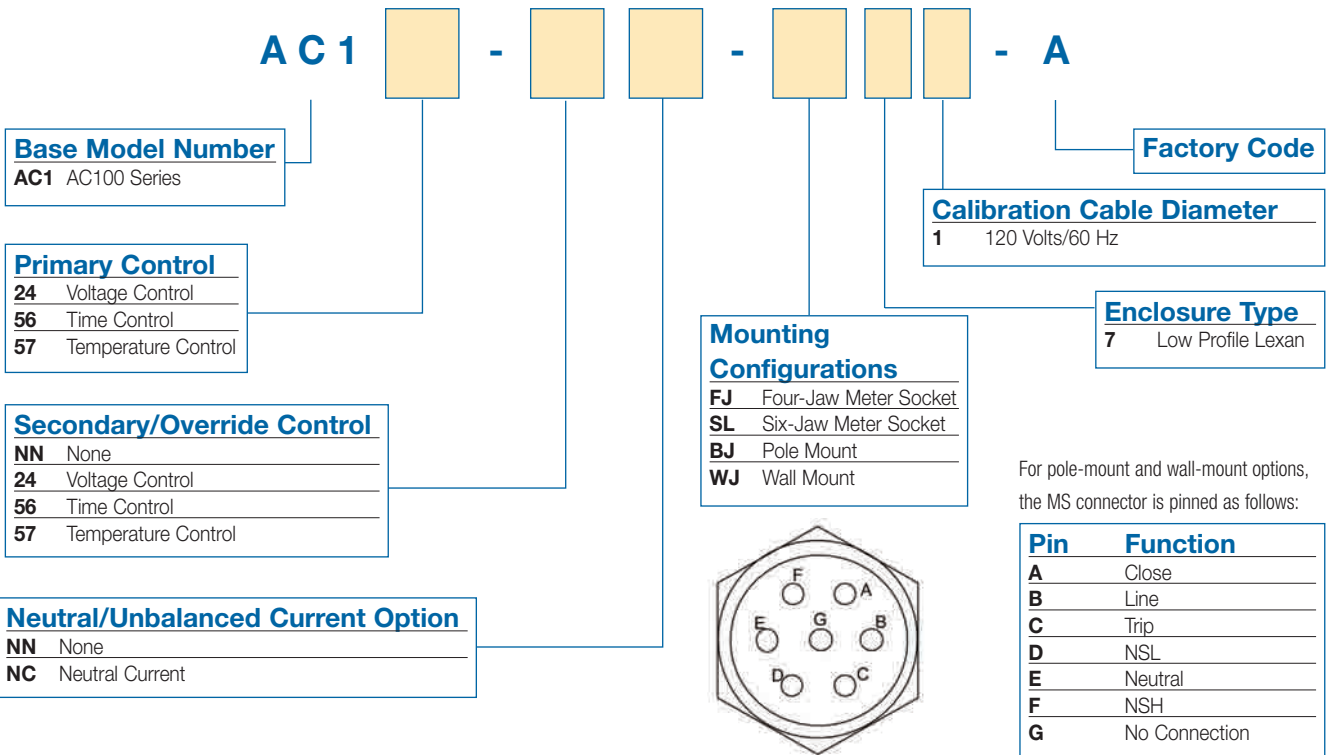 A C 1 - - - A
Base Model Number
AC1 AC100 Series
Primary Control
24 Voltage Control
56 Time Control
57 Temperature Control
Secondary/Override Control
NN None
24 Voltage Control
56 Time Control
57 Temperature Control
Neutral/Unbalanced Current Option
NN None
NC Neutral Current
Mounting
Configurations
FJ Four-Jaw Meter Socket
SL Six-Jaw Meter Socket
BJ Pole Mount
WJ Wall Mount
Factory Code
Calibration Cable Diameter
1 120 Volts/60 Hz
Enclosure Type
7 Low Profile Lexan
F
A
E
G
B
D
C
For pole-mount and wall-mount options,
the MS connector is pinned as follows:
Pin Function
A Close
B Line
C Trip
D NSL
E Neutral
F NSH
G No Connection